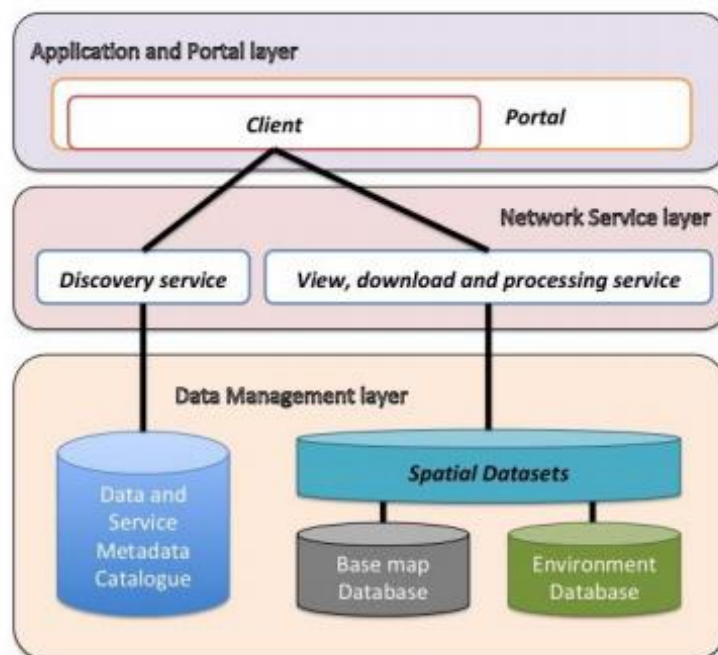 Application and Portal layer
Client
Portal
Network Service layer
Discovery service
View, download and processing service
Data Management layer
Data and
Service
Metadata
Catalogue
Spatial Datasets
Base map
Database
Environment
Database